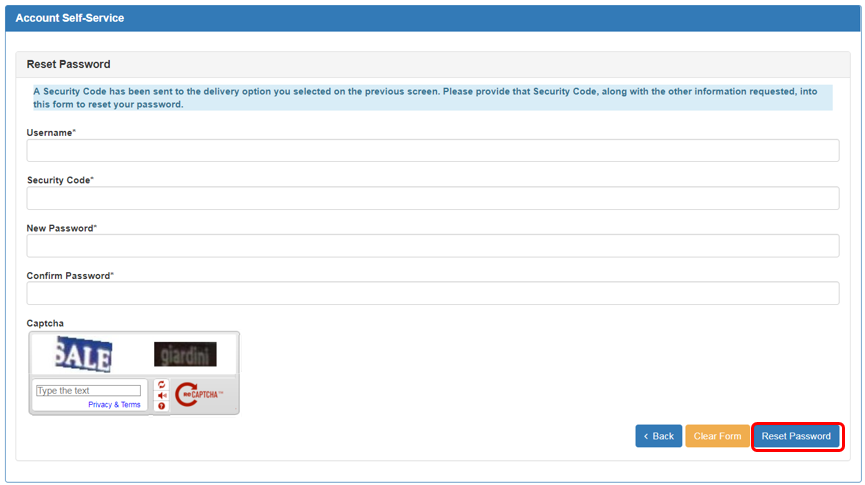 Account Self-Service
Reset Password
A Security Code has been sent to the delivery option you selected on the previous screen. Please provide that Security Code, along with the other information requested, into
this form to reset your password.
Username*
Security Code*
New Password*
Confirm Password*
Captcha
SALE giardini
Type the text
Privacy & Terms
reCAPTCHA™
< Back Clear Form Reset Password